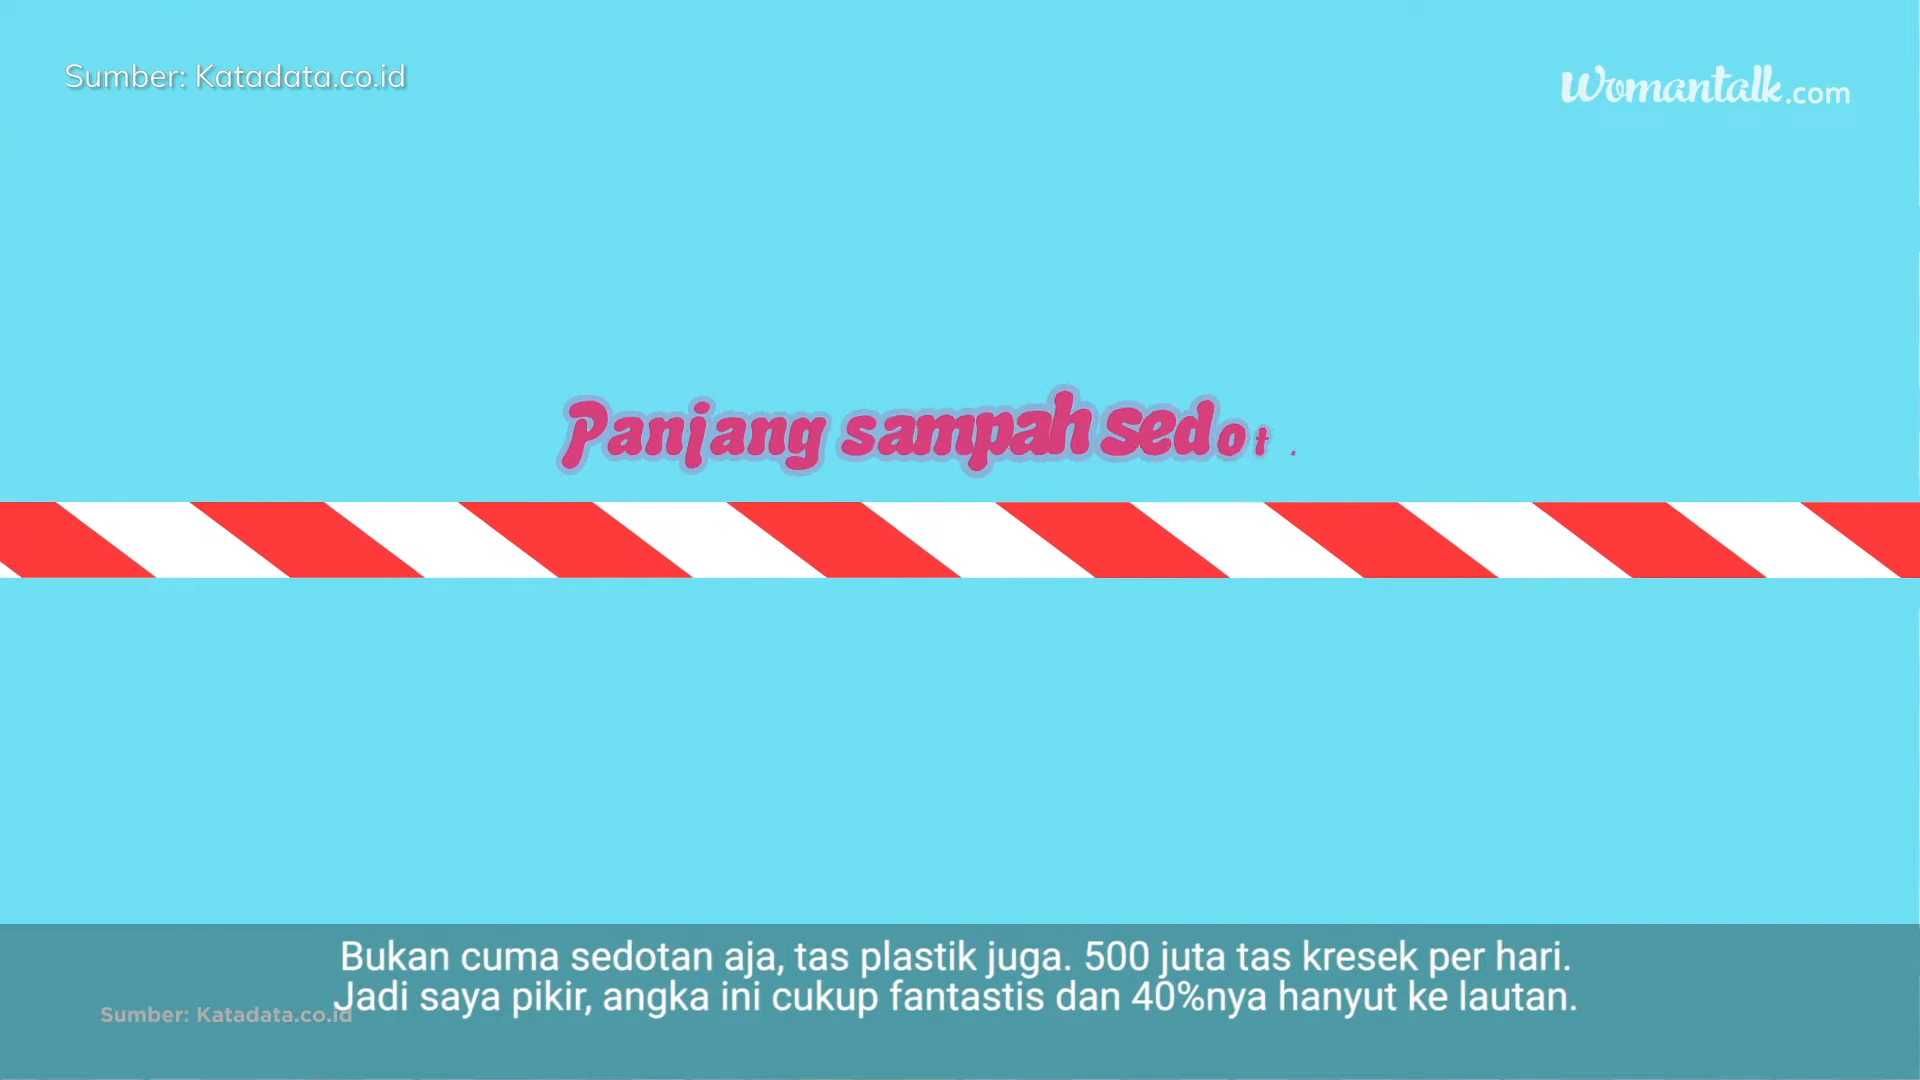 Sumber: Katadata.co.id
Womantalk.com
Panjang sampah sedot
Bukan cuma sedotan aja, tas plastik juga. 500 juta tas kresek per hari.
Jadi saya pikir, angka ini cukup fantastis dan 40%nya hanyut ke lautan.
Sumber: Katadata.co.id